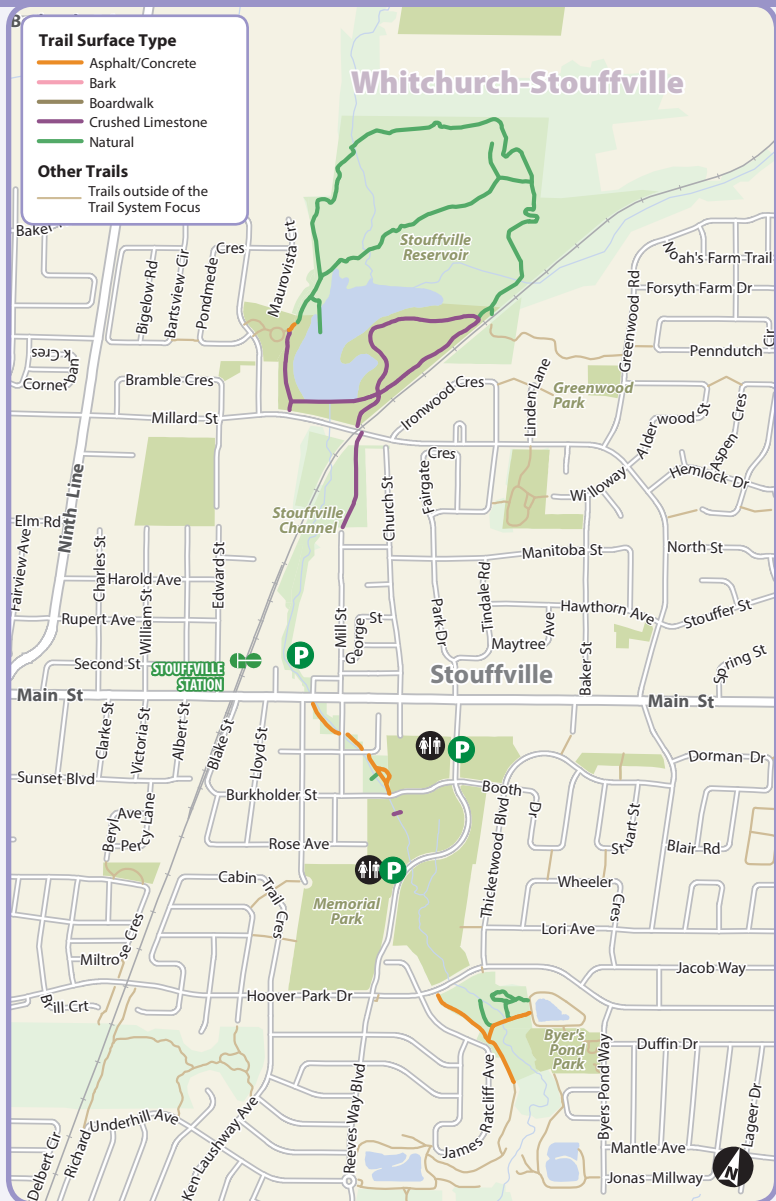 Trail Surface Type
Asphalt/Concrete
Bark
Boardwalk
Crushed Limestone
Natural
Other Trails
Trails outside of the
Trail System Focus
Whitchurch-Stouffville
Baker
Bigelow Rd
Bartsview Cir
Pondmede Cres
Maurovista Crt
Stouffville
Reservoir
Noah's Farm Trail
Forsyth Farm Dr
Greenwood Rd
Penndutch Cir
Corner
Bramble Cres
Millard St
Ironwood Cres
Linden Lane
Greenwood
Park
Alderwood St
Aspen Cres
Hemlock Dr
Willoway
Fairgate Cres
Church St
Ninth Line
Stouffville
Channel
Elm Rd
Fairview Ave
Charles St
Harold Ave
William St
Edward St
Rupert Ave
Second St
Manitoba St
North St
Tindale Rd
Hawthorn Ave
Stouffer St
Park Dr
Maytree Ave
Baker St
Spring St
Mill St
George St
P
STOUFFVILLE
STATION
Stouffville
Main St
Main St
Clarke St
Victoria St
Albert St
Blake St
Lloyd St
P
Sunset Blvd
Burkholder St
Booth Dr
Dorman Dr
Beryl Ave
Percy Lane
Rose Ave
Thicketwood Blvd
Stuart St
Blair Rd
P
Cabin Trail Cres
Memorial
Park
Wheeler Cres
Lori Ave
Miltrose Cres
Jacob Way
Brill Crt
Hoover Park Dr
Byer's
Pond
Park
Duffin Dr
Byers Pond Way
James Ratcliff Ave
Reeves Way Blvd
Ken Laushway Ave
Richard Underhill Ave
Delbert Cir
Mantle Ave
Lageer Dr
Jonas Millway
N